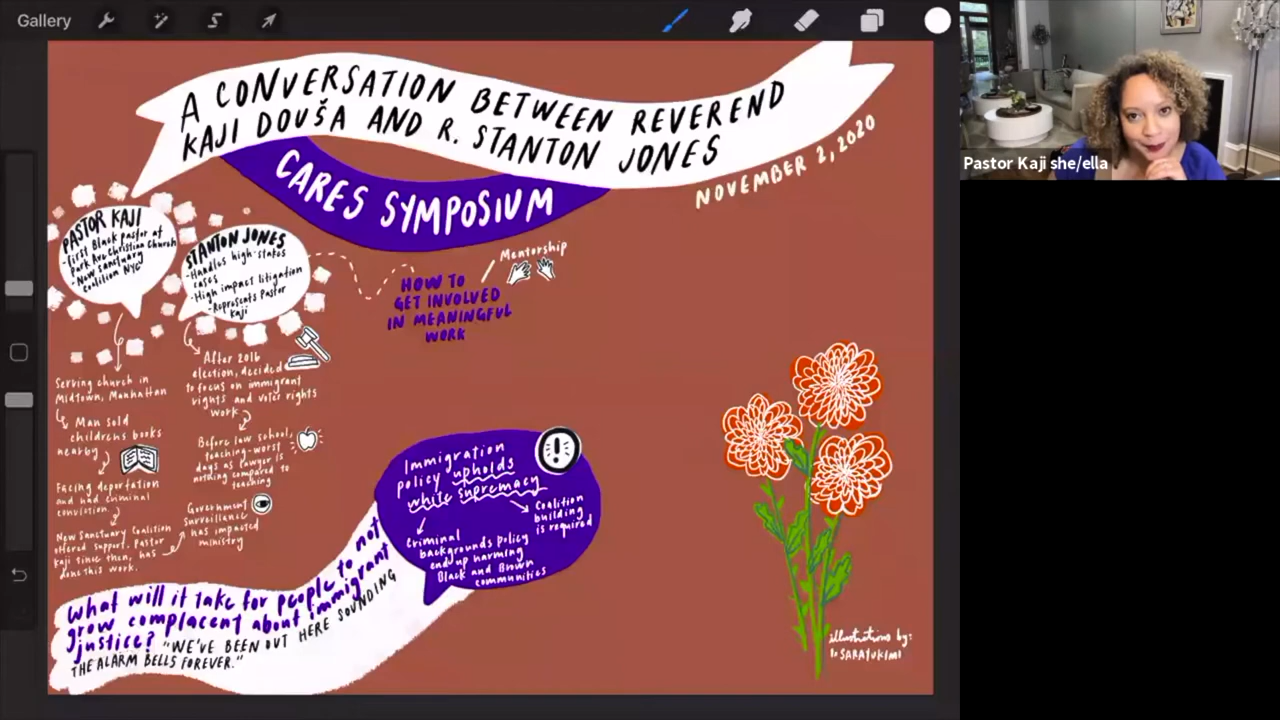 Gallery
A CONVERSATION BETWEEN REVEREND
KAJI DOUŠA AND R. STANTON JONES
CARES SYMPOSIUM
NOVEMBER 2, 2020
Pastor Kaji she/ella
PASTOR KAJI
-First Black pastor at
Park Ave Christian Church
-New sanctuary
coalition NYC
STANTON JONES
-Handles high-stakes
cases
-High impact litigation
-Represents Pastor
Kaji
HOW TO
GET INVOLVED
IN MEANINGFUL
WORK
Mentorship
Serving church in
Midtown, Manhattan
Man sold
childrens books
nearby
Facing deportation
and had criminal
conviction.
New Sanctuary Coalition
offered support. Pastor
Kaji since then, has
done this work.
After 2016
election, decided
to focus on immigrant
rights and voter rights
work
Before law school,
teaching-worst
days as lawyer is
nothing compared to
teaching
Government
surveillance
has impacted
ministry
Immigration
policy upholds
white supremacy
Criminal
backgrounds policy
end up harming
Black and Brown
communities
Coalition
building
is required
What will it take for people to not
grow complacent about immigrant
justice? "WE'VE BEEN OUT HERE SOUNDING
THE ALARM BELLS FOREVER."
illustrations by:
SARAYUKIMI